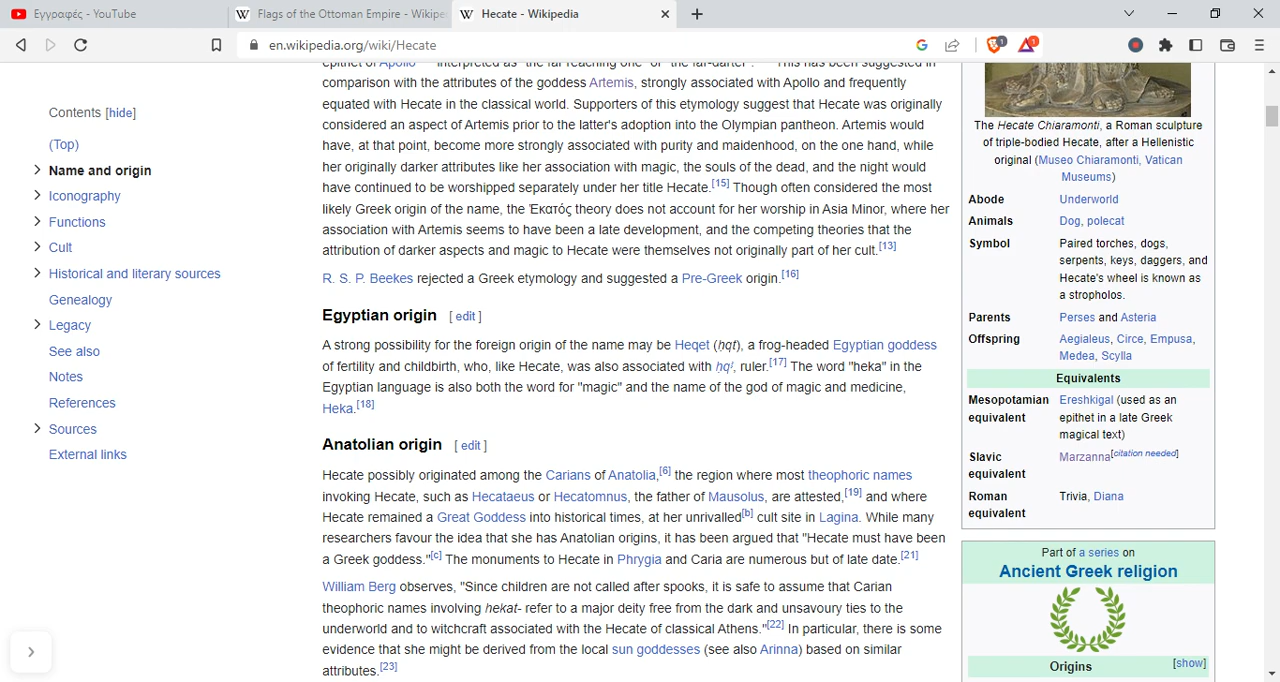 Εγγραφές - YouTube
Flags of the Ottoman Empire - Wikipe
Hecate - Wikipedia
en.wikipedia.org/wiki/Hecate
1
1
Contents [hide]
(Top)
Name and origin
Iconography
Functions
Cult
Historical and literary sources
Genealogy
Legacy
See also
Notes
References
Sources
External links
comparison with the attributes of the goddess Artemis, strongly associated with Apollo and frequently
equated with Hecate in the classical world. Supporters of this etymology suggest that Hecate was originally
considered an aspect of Artemis prior to the latter's adoption into the Olympian pantheon. Artemis would
have, at that point, become more strongly associated with purity and maidenhood, on the one hand, while
her originally darker attributes like her association with magic, the souls of the dead, and the night would
have continued to be worshipped separately under her title Hecate.[15] Though often considered the most
likely Greek origin of the name, the Ἑκατός theory does not account for her worship in Asia Minor, where her
association with Artemis seems to have been a late development, and the competing theories that the
attribution of darker aspects and magic to Hecate were themselves not originally part of her cult.[13]
R. S. P. Beekes rejected a Greek etymology and suggested a Pre-Greek origin.[16]
Egyptian origin [ edit ]
A strong possibility for the foreign origin of the name may be Heqet (ḥqt), a frog-headed Egyptian goddess
of fertility and childbirth, who, like Hecate, was also associated with ḥqꜣ, ruler.[17] The word "heka" in the
Egyptian language is also both the word for "magic" and the name of the god of magic and medicine,
Heka.[18]
Anatolian origin [ edit ]
Hecate possibly originated among the Carians of Anatolia,[6] the region where most theophoric names
invoking Hecate, such as Hecataeus or Hecatomnus, the father of Mausolus, are attested,[19] and where
Hecate remained a Great Goddess into historical times, at her unrivalled[b] cult site in Lagina. While many
researchers favour the idea that she has Anatolian origins, it has been argued that "Hecate must have been
a Greek goddess."[c] The monuments to Hecate in Phrygia and Caria are numerous but of late date.[21]
William Berg observes, "Since children are not called after spooks, it is safe to assume that Carian
theophoric names involving hekat- refer to a major deity free from the dark and unsavoury ties to the
underworld and to witchcraft associated with the Hecate of classical Athens."[22] In particular, there is some
evidence that she might be derived from the local sun goddesses (see also Arinna) based on similar
attributes.[23]
The Hecate Chiaramonti, a Roman sculpture
of triple-bodied Hecate, after a Hellenistic
original (Museo Chiaramonti, Vatican
Museums)
Abode Underworld
Animals Dog, polecat
Symbol Paired torches, dogs,
serpents, keys, daggers, and
Hecate's wheel is known as
a stropholos.
Parents Perses and Asteria
Offspring Aegialeus, Circe, Empusa,
Medea, Scylla
Equivalents
Mesopotamian Ereshkigal (used as an
equivalent epithet in a late Greek
magical text)
Slavic Marzanna[citation needed]
equivalent
Roman Trivia, Diana
equivalent
Part of a series on
Ancient Greek religion
Origins [show]